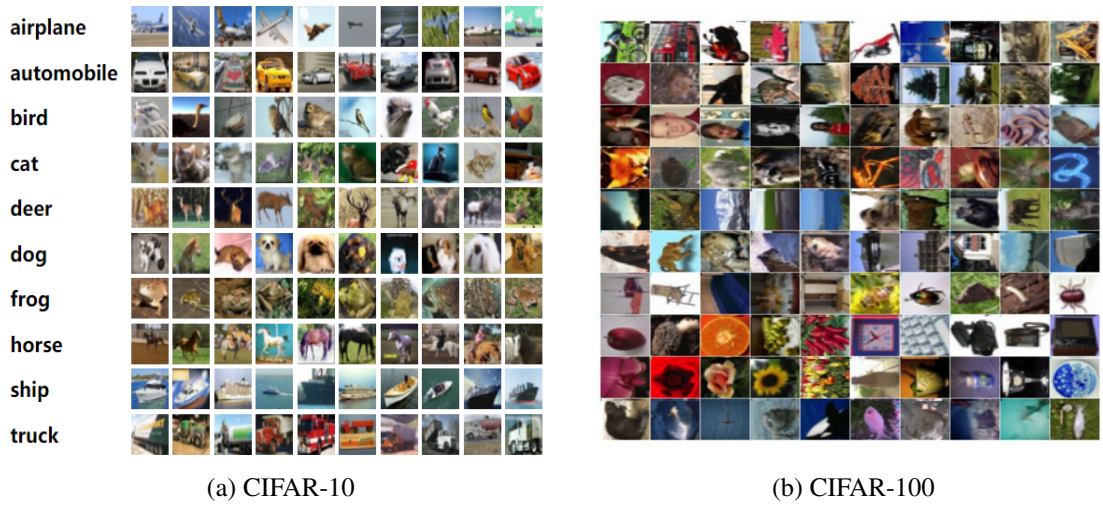 airplane
automobile
bird
cat
deer
dog
frog
horse
ship
truck
(a) CIFAR-10
(b) CIFAR-100